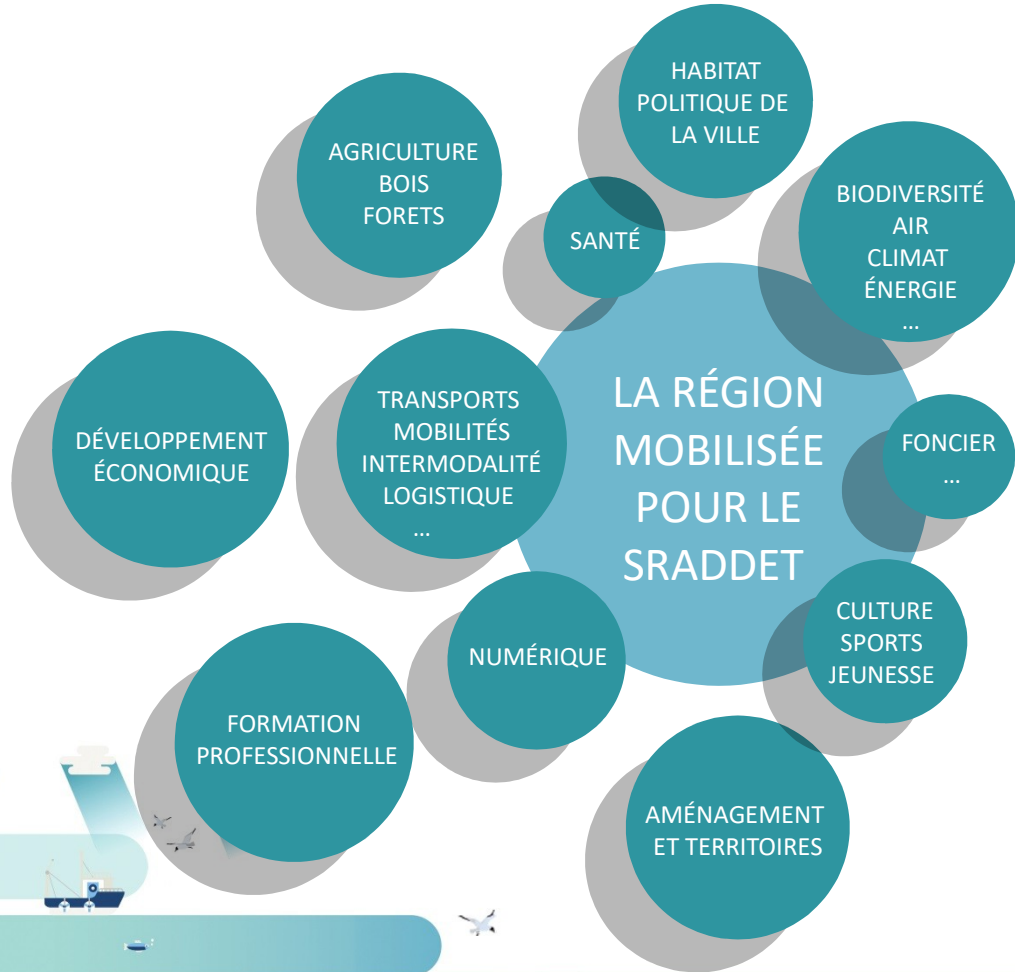 HABITAT
POLITIQUE DE
LA VILLE
AGRICULTURE
BOIS
FORETS
SANTÉ
BIODIVERSITÉ
AIR
CLIMAT
ÉNERGIE
...
LA RÉGION
MOBILISÉE
POUR LE
SRADDET
TRANSPORTS
MOBILITÉS
INTERMODALITÉ
LOGISTIQUE
...
DÉVELOPPEMENT
ÉCONOMIQUE
FONCIER
...
CULTURE
SPORTS
JEUNESSE
NUMÉRIQUE
FORMATION
PROFESSIONNELLE
AMÉNAGEMENT
ET TERRITOIRES